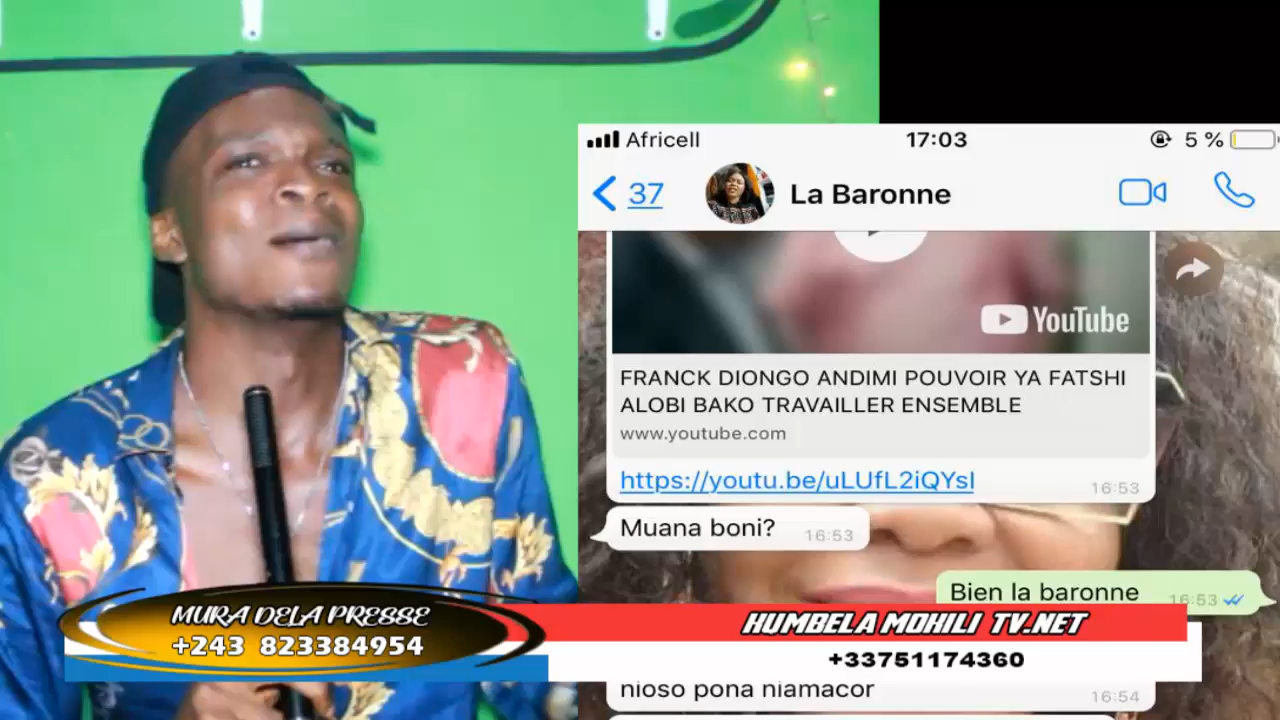 Africell 17:03 5 %
37 La Baronne
YouTube
FRANCK DIONGO ANDIMI POUVOIR YA FATSHI
ALOBI BAKO TRAVAILLER ENSEMBLE
www.youtube.com
https://youtu.be/uLUfL2iQYsI 16:53
Muana boni? 16:53
Bien la baronne 16:53
MURA DELA PRESSE
+243 823384954
HUMBELA MOHILI TV.NET
+33751174360
nioso pona niamacor 16:54